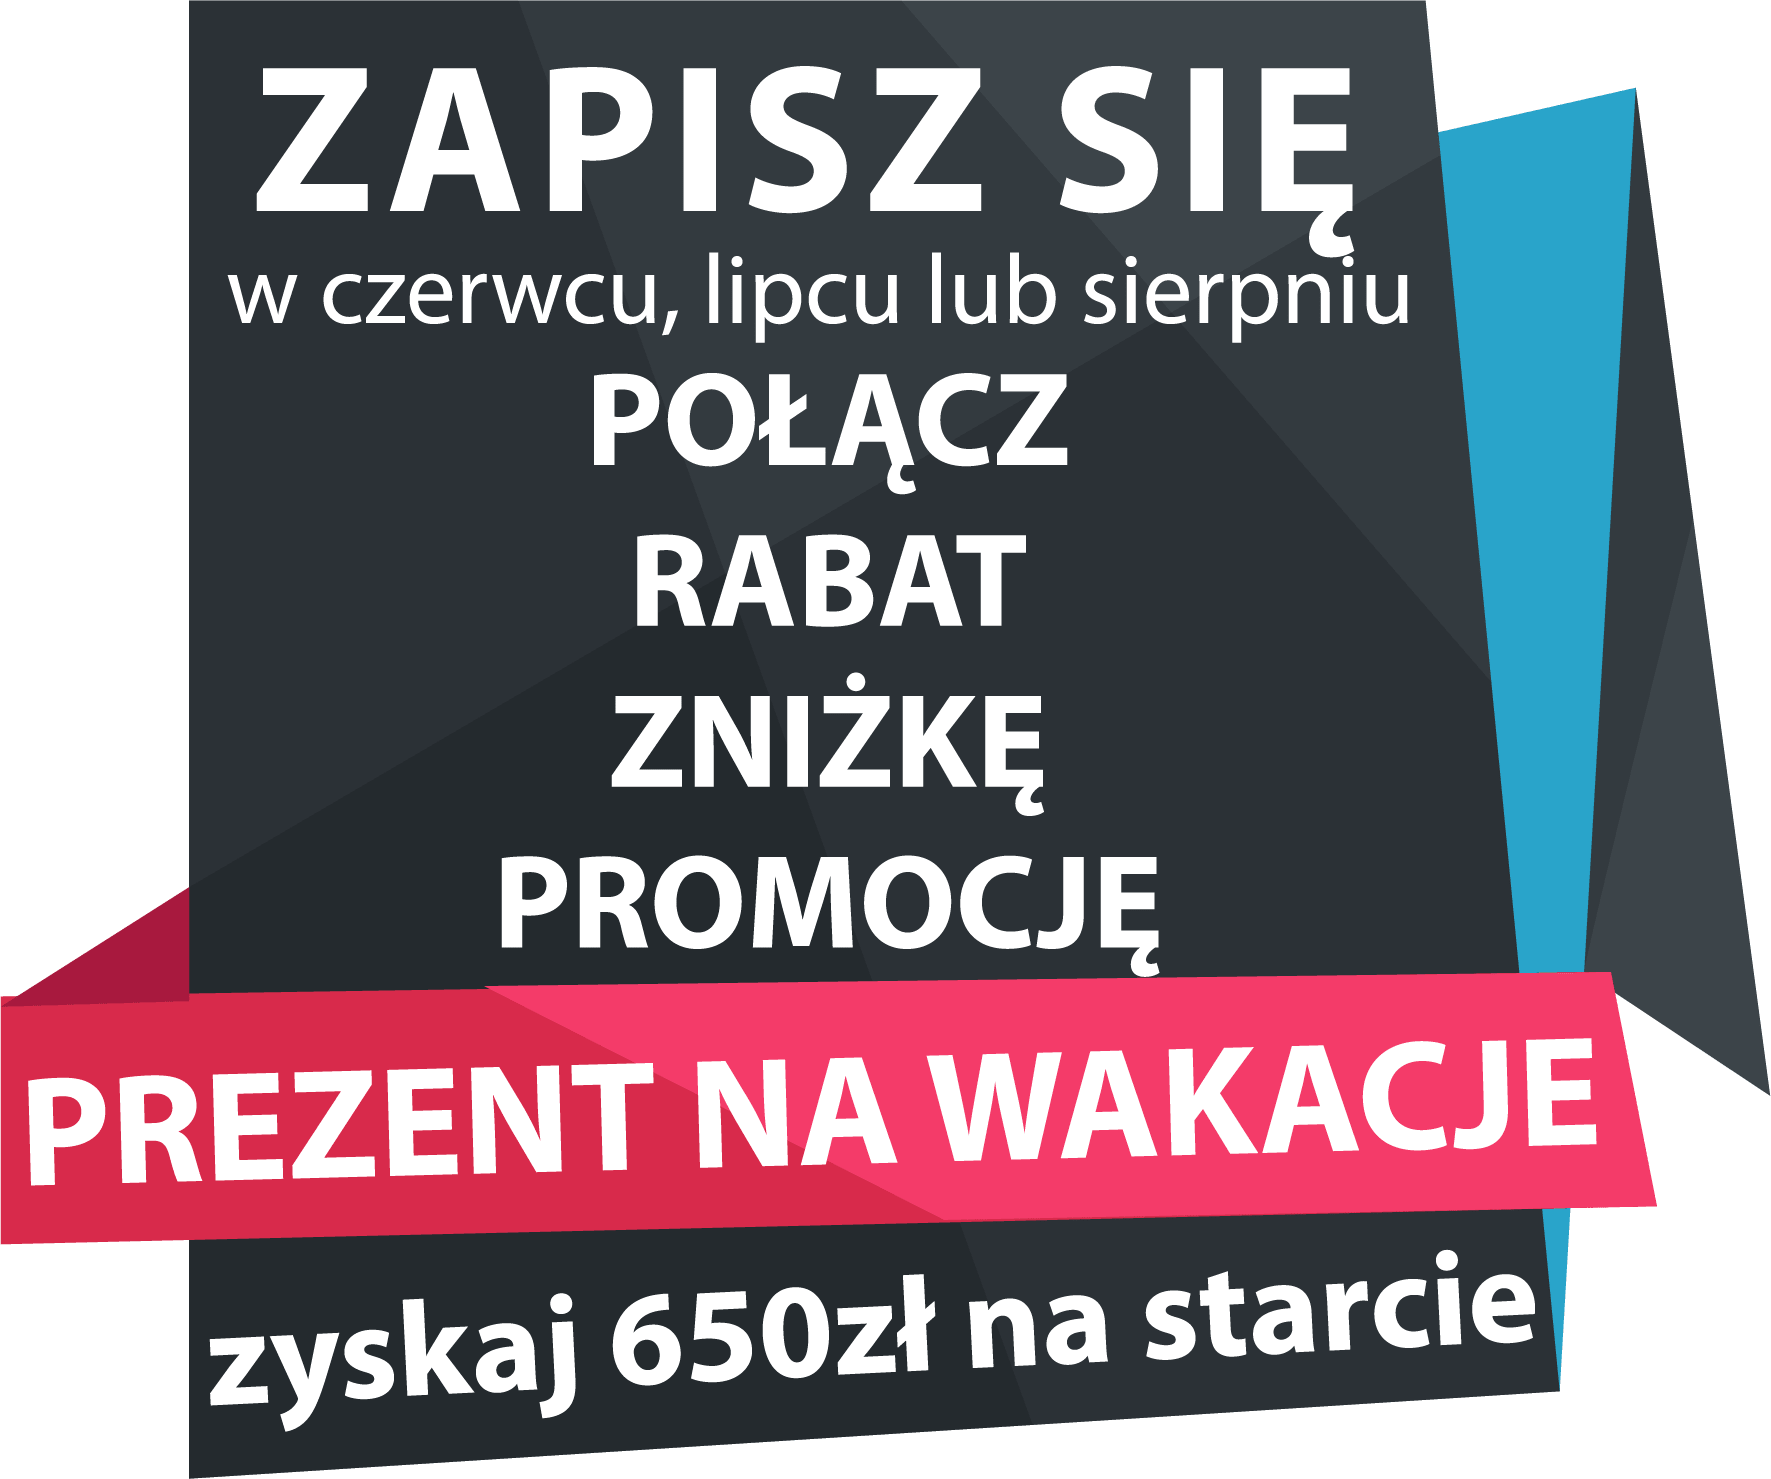 ZAPISZ SIĘ
w czerwcu, lipcu lub sierpniu
POŁĄCZ
RABAT
ZNIŻKĘ
PROMOCJĘ
PREZENT NA WAKACJE
zyskaj 650zł na starcie